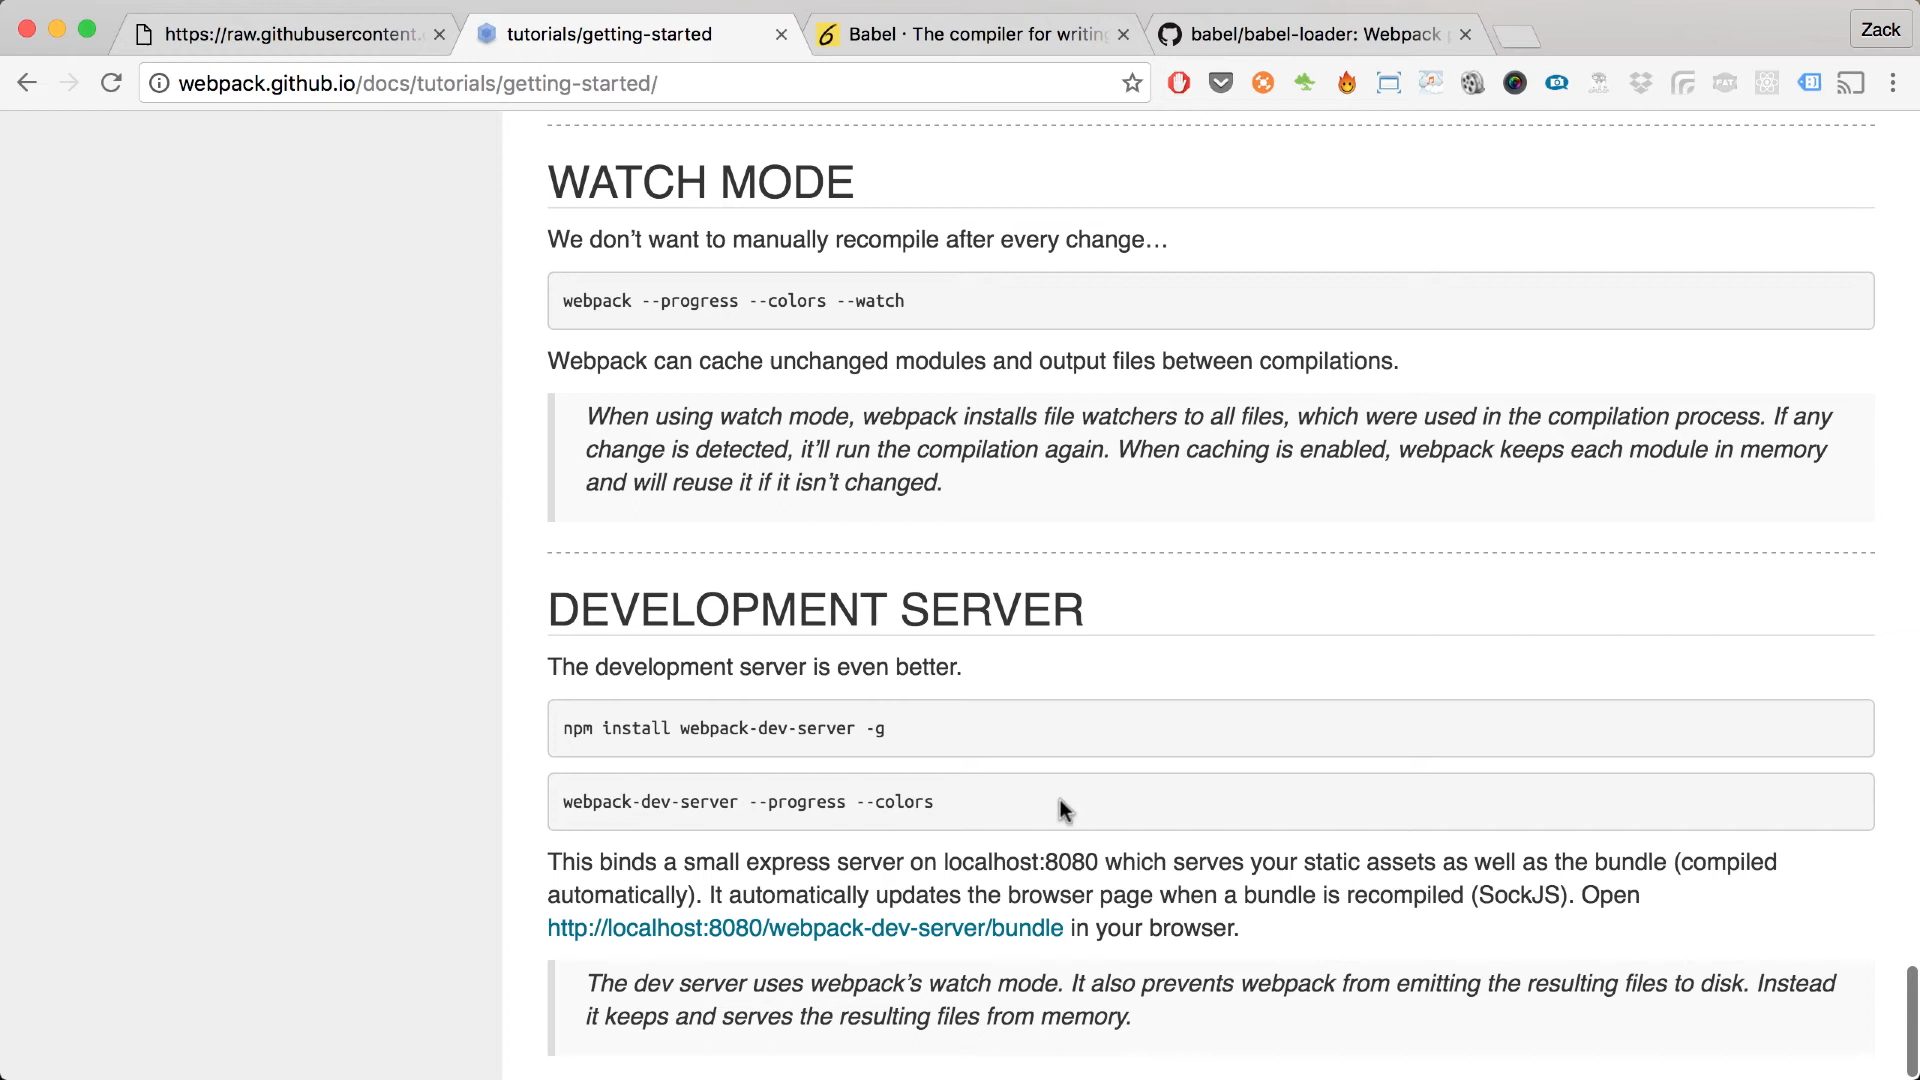 https://raw.githubusercontent.
tutorials/getting-started
Babel · The compiler for writing
babel/babel-loader: Webpack
Zack
webpack.github.io/docs/tutorials/getting-started/
FAT
WATCH MODE
We don’t want to manually recompile after every change…
webpack --progress --colors --watch
Webpack can cache unchanged modules and output files between compilations.
When using watch mode, webpack installs file watchers to all files, which were used in the compilation process. If any
change is detected, it’ll run the compilation again. When caching is enabled, webpack keeps each module in memory
and will reuse it if it isn’t changed.
DEVELOPMENT SERVER
The development server is even better.
npm install webpack-dev-server -g
webpack-dev-server --progress --colors
This binds a small express server on localhost:8080 which serves your static assets as well as the bundle (compiled
automatically). It automatically updates the browser page when a bundle is recompiled (SockJS). Open
http://localhost:8080/webpack-dev-server/bundle in your browser.
The dev server uses webpack’s watch mode. It also prevents webpack from emitting the resulting files to disk. Instead
it keeps and serves the resulting files from memory.